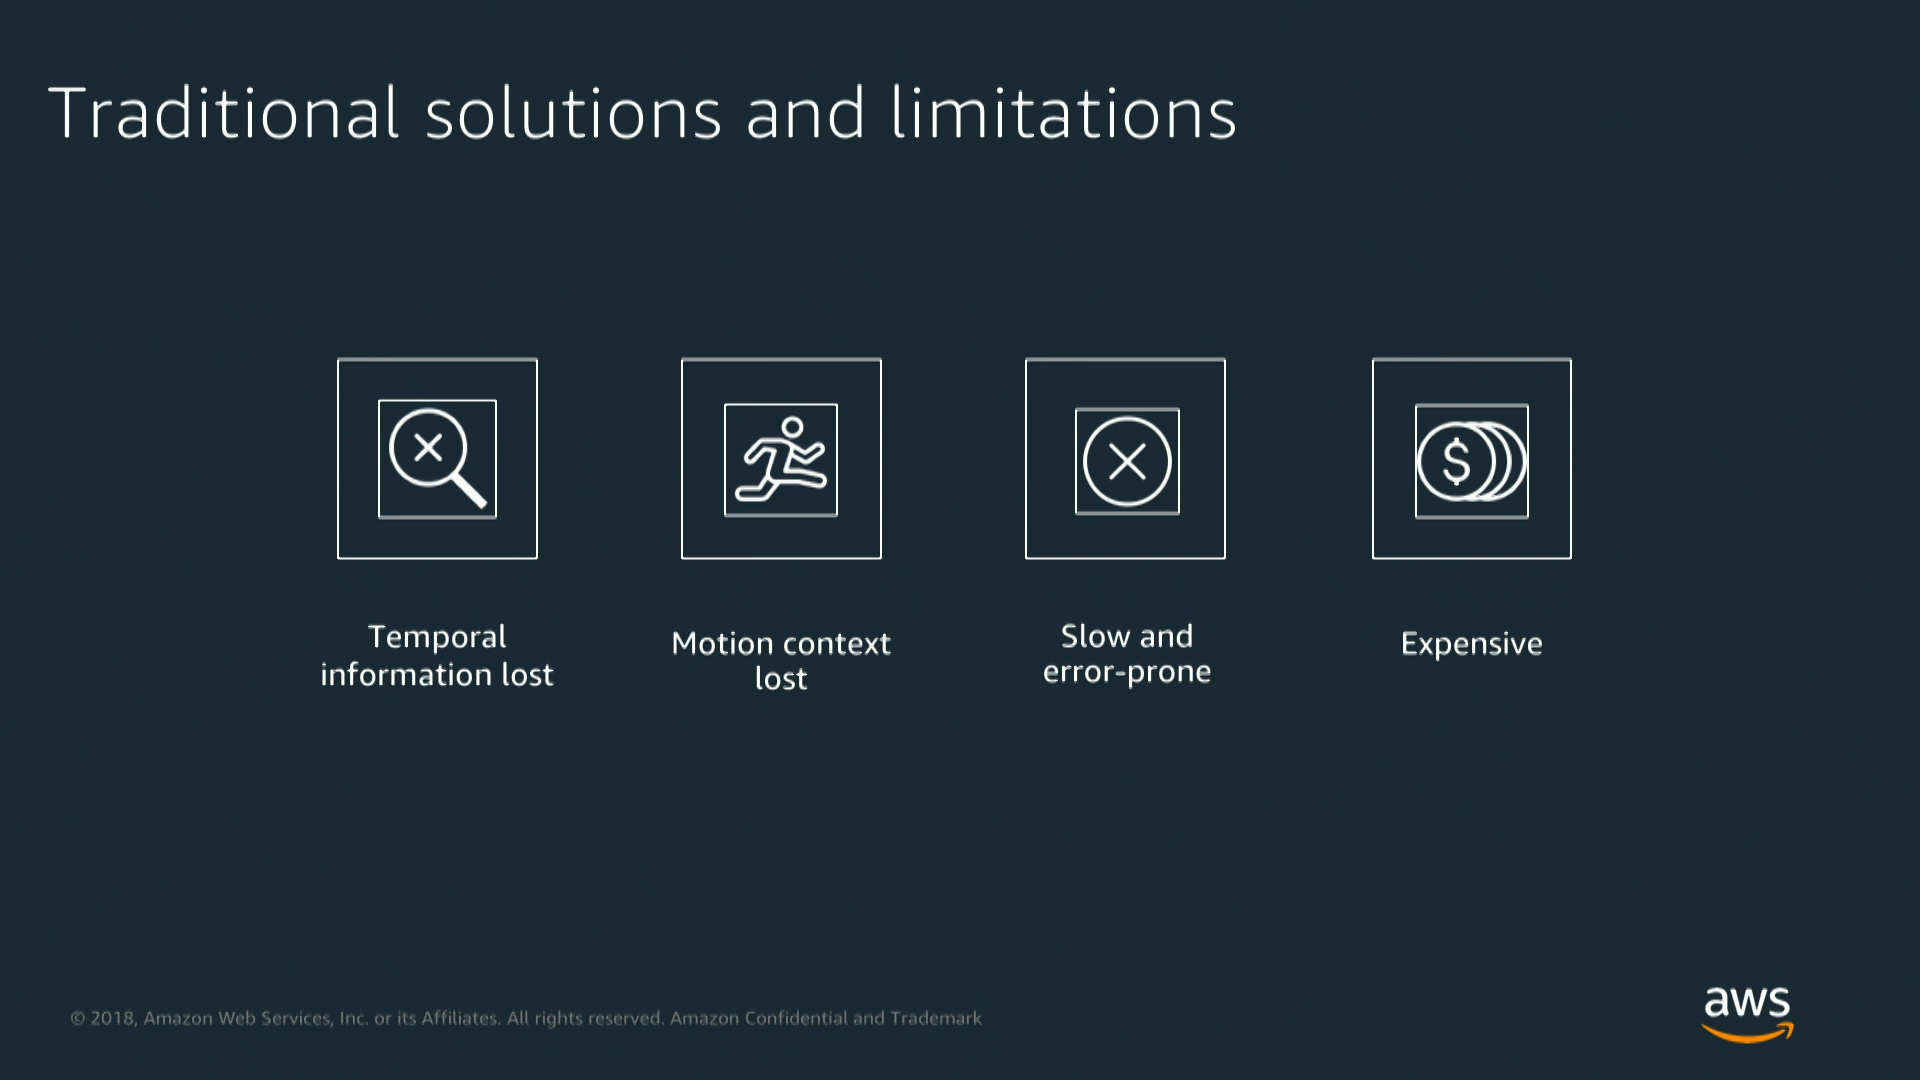 Traditional solutions and limitations
Temporal
information lost
Motion context
lost
Slow and
error-prone
Expensive
© 2018, Amazon Web Services, Inc. or its Affiliates. All rights reserved. Amazon Confidential and Trademark
aws